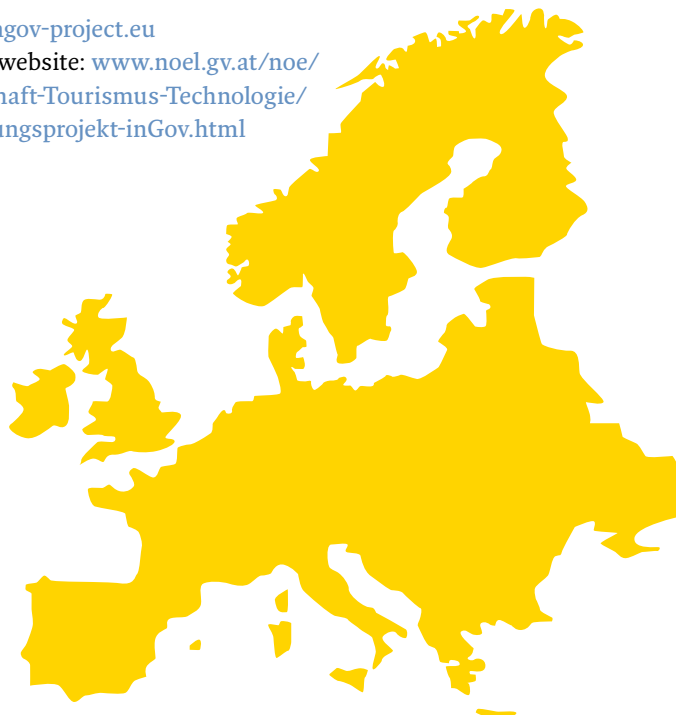 ngov-project.eu
website: www.noel.gv.at/noe/
haft-Tourismus-Technologie/
ungsprojekt-inGov.html